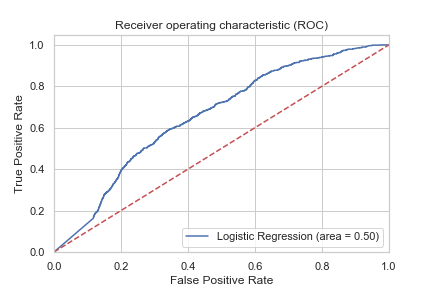 Receiver operating characteristic (ROC)
1.0
0.8
0.6
0.4
0.2
0.0
True Positive Rate
Logistic Regression (area = 0.50)
0.0 0.2 0.4 0.6 0.8 1.0
False Positive Rate